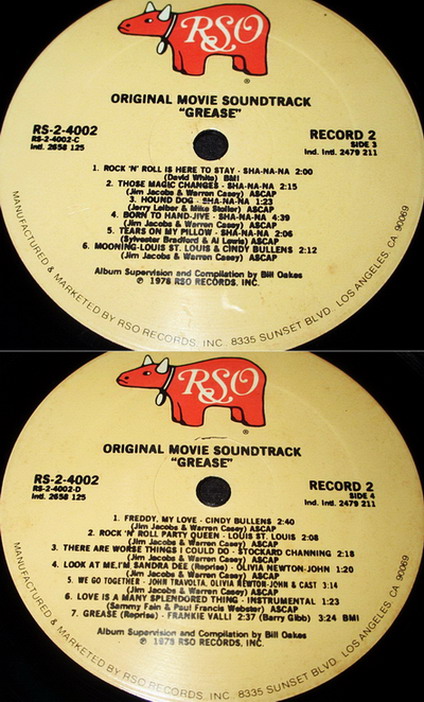 RSO
®
ORIGINAL MOVIE SOUNDTRACK
"GREASE"
RS-2-4002
RS-2-4002-C
Intl. 2658 125
RECORD 2
SIDE 3
Ind. Intl. 2479 211
1. ROCK 'N' ROLL IS HERE TO STAY - SHA-NA-NA 2:00
(David White) BMI
2. THOSE MAGIC CHANGES - SHA-NA-NA 2:15
(Jim Jacobs & Warren Casey) ASCAP
3. HOUND DOG - SHA-NA-NA 1:23
(Jerry Leiber & Mike Stoller) ASCAP
4. BORN TO HAND-JIVE - SHA-NA-NA 4:39
(Jim Jacobs & Warren Casey) ASCAP
5. TEARS ON MY PILLOW - SHA-NA-NA 2:06
(Sylvester Bradford & Al Lewis) ASCAP
6. MOONING-LOUIS ST. LOUIS & CINDY BULLENS 2:12
(Jim Jacobs & Warren Casey) ASCAP
Album Supervision and Compilation by Bill Oakes
℗ 1978 RSO RECORDS, INC.
MANUFACTURED & MARKETED BY RSO RECORDS, INC. 8335 SUNSET BLVD. LOS ANGELES, CA. 90069
RSO
®
ORIGINAL MOVIE SOUNDTRACK
"GREASE"
RS-2-4002
RS-2-4002-D
Intl. 2658 125
RECORD 2
SIDE 4
Ind. Intl. 2479 211
1. FREDDY, MY LOVE - CINDY BULLENS 2:40
(Jim Jacobs & Warren Casey) ASCAP
2. ROCK 'N' ROLL PARTY QUEEN - LOUIS ST. LOUIS 2:08
(Jim Jacobs & Warren Casey) ASCAP
3. THERE ARE WORSE THINGS I COULD DO - STOCKARD CHANNING 2:18
(Jim Jacobs & Warren Casey) ASCAP
4. LOOK AT ME, I'M SANDRA DEE (Reprise) - OLIVIA NEWTON-JOHN 1:20
(Jim Jacobs & Warren Casey) ASCAP
5. WE GO TOGETHER - JOHN TRAVOLTA, OLIVIA NEWTON-JOHN & CAST 3:14
(Jim Jacobs & Warren Casey) ASCAP
6. LOVE IS A MANY SPLENDORED THING - INSTRUMENTAL 1:23
(Sammy Fain & Paul Francis Webster) ASCAP
7. GREASE (Reprise) - FRANKIE VALLI 2:37 (Barry Gibb) 3:24 BMI
Album Supervision and Compilation by Bill Oakes
℗ 1978 RSO RECORDS, INC.
MANUFACTURED & MARKETED BY RSO RECORDS, INC. 8335 SUNSET BLVD. LOS ANGELES, CA. 90069